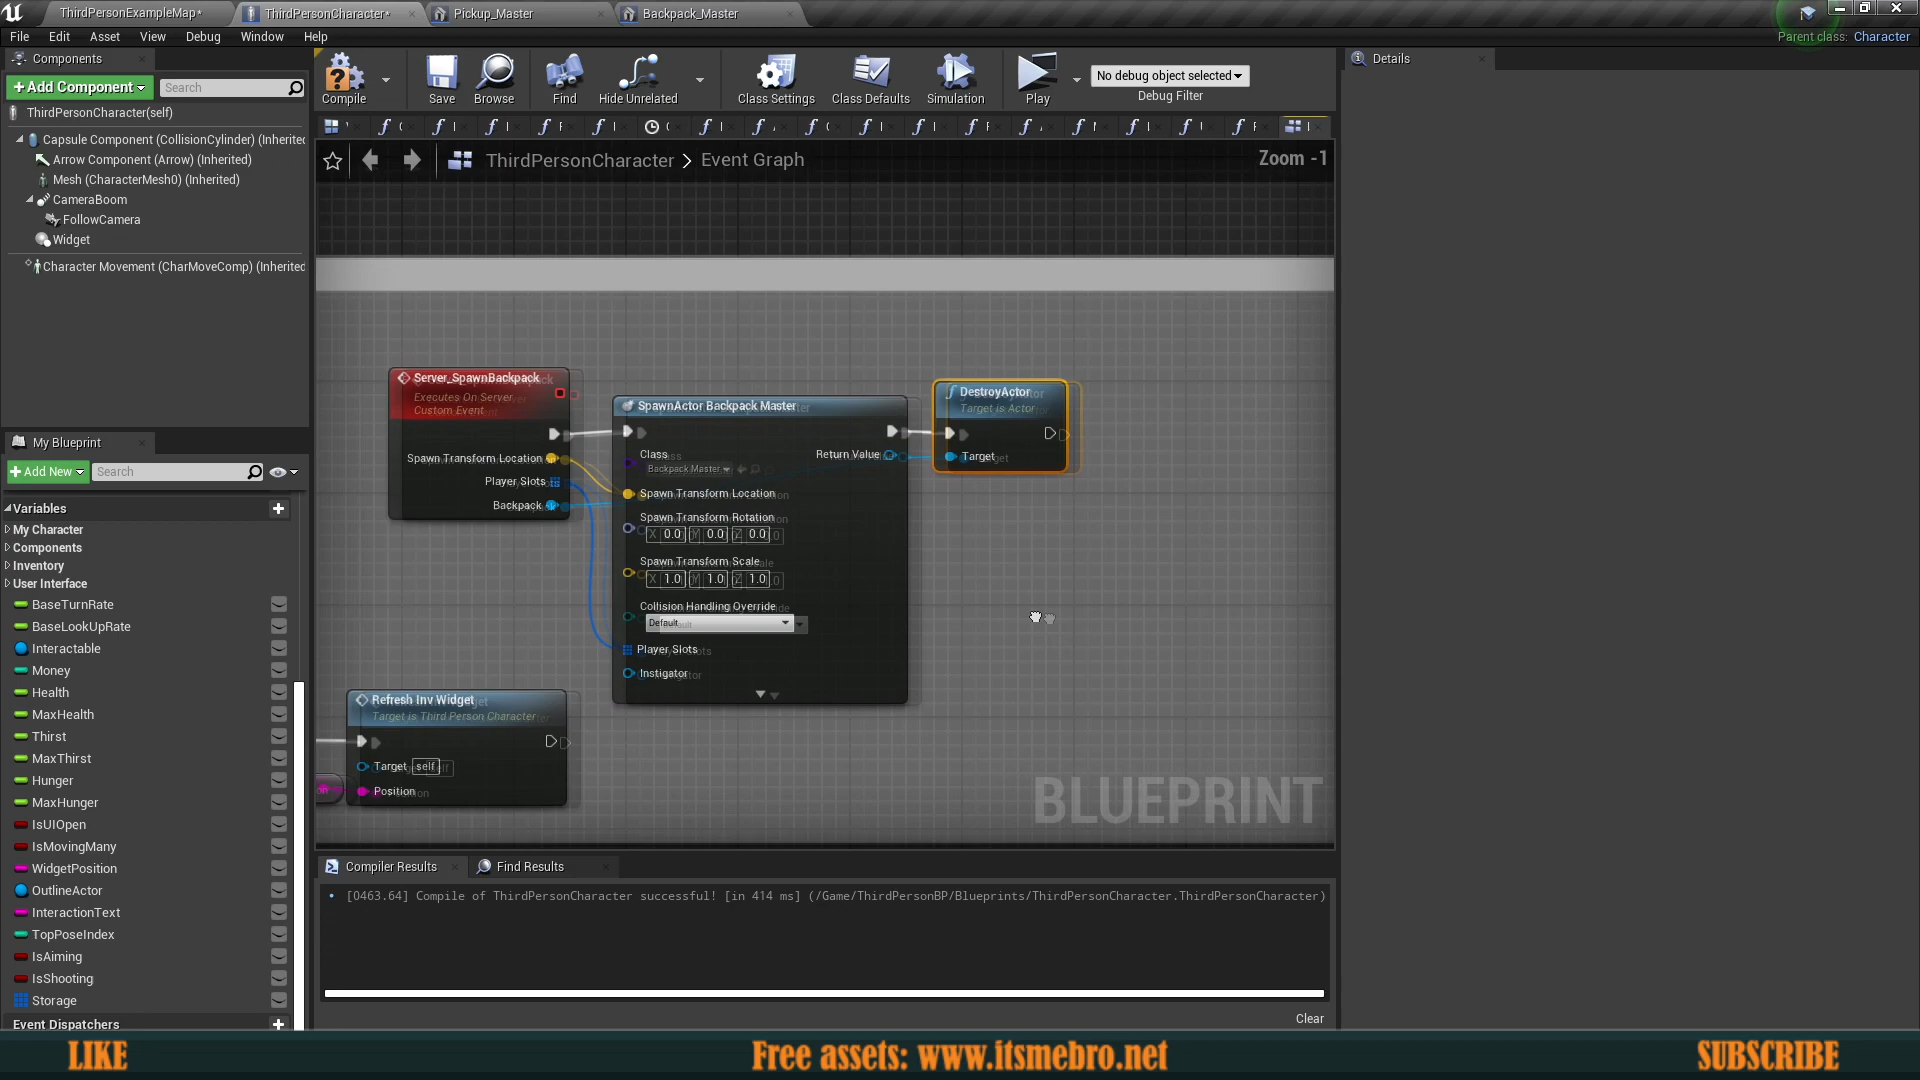 ThirdPersonExampleMap*
ThirdPersonCharacter*
Pickup_Master
Backpack_Master
File Edit Asset View Debug Window Help
Parent class: Character
Components
+Add Component
Search
ThirdPersonCharacter(self)
Capsule Component (CollisionCylinder) (Inherited
Arrow Component (Arrow) (Inherited)
Mesh (CharacterMesh0) (Inherited)
CameraBoom
FollowCamera
Widget
Character Movement (CharMoveComp) (Inherited
Compile
Save
Browse
Find
Hide Unrelated
Class Settings
Class Defaults
Simulation
Play
No debug object selected
Debug Filter
Details
ThirdPersonCharacter > Event Graph
Zoom -1
Server_SpawnBackpack
Executes On Server
Custom Event
Spawn Transform Location
Player Slots
Backpack
SpawnActor Backpack Master
Class
Backpack Master
Return Value
Spawn Transform Location
Spawn Transform Rotation
X 0.0 Y 0.0 Z 0.0
Spawn Transform Scale
X 1.0 Y 1.0 Z 1.0
Collision Handling Override
Default
Player Slots
Instigator
DestroyActor
Target is Actor
Target
Refresh Inv Widget
Target is Third Person Character
Target self
Position
BLUEPRINT
My Blueprint
+Add New
Search
Variables
My Character
Components
Inventory
User Interface
BaseTurnRate
BaseLookUpRate
Interactable
Money
Health
MaxHealth
Thirst
MaxThirst
Hunger
MaxHunger
IsUIOpen
IsMovingMany
WidgetPosition
OutlineActor
InteractionText
TopPoseIndex
IsAiming
IsShooting
Storage
Event Dispatchers
Compiler Results
Find Results
[0463.64] Compile of ThirdPersonCharacter successful! [in 414 ms] (/Game/ThirdPersonBP/Blueprints/ThirdPersonCharacter.ThirdPersonCharacter)
Clear
LIKE
Free assets: www.itsmebro.net
SUBSCRIBE